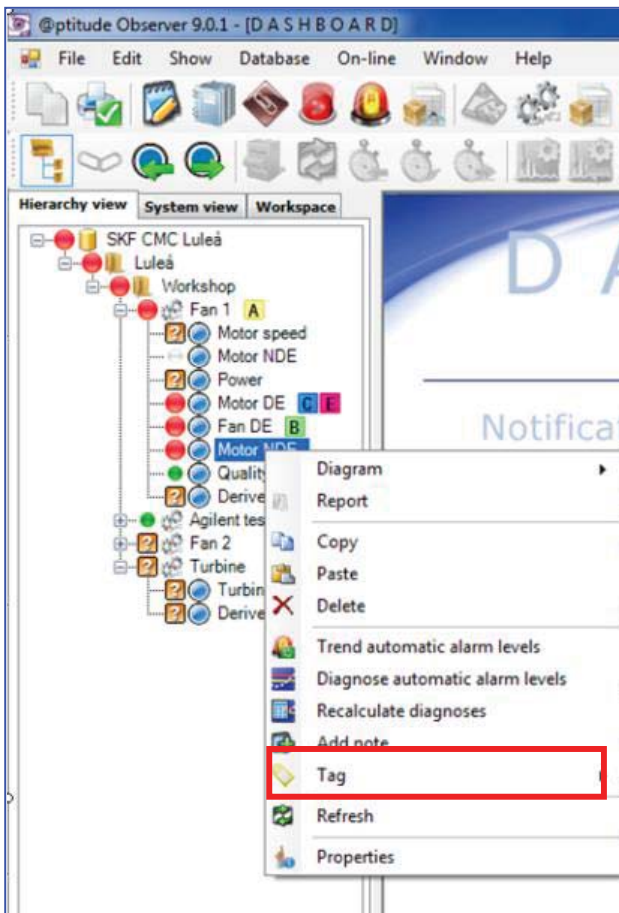 @ptitude Observer 9.0.1 - [D A S H B O A R D]
File Edit Show Database On-line Window Help
Hierarchy view System view Workspace
SKF CMC Luleå
Luleå
Workshop
Fan 1 A
Motor speed
Motor NDE
Power
Motor DE C E
Fan DE B
Motor NDE
Quality
Derive
Agilent tes
Fan 2
Turbine
Turbin
Derive
D A
Notifica
Diagram
Report
Copy
Paste
Delete
Trend automatic alarm levels
Diagnose automatic alarm levels
Recalculate diagnoses
Add note
Tag
Refresh
Properties